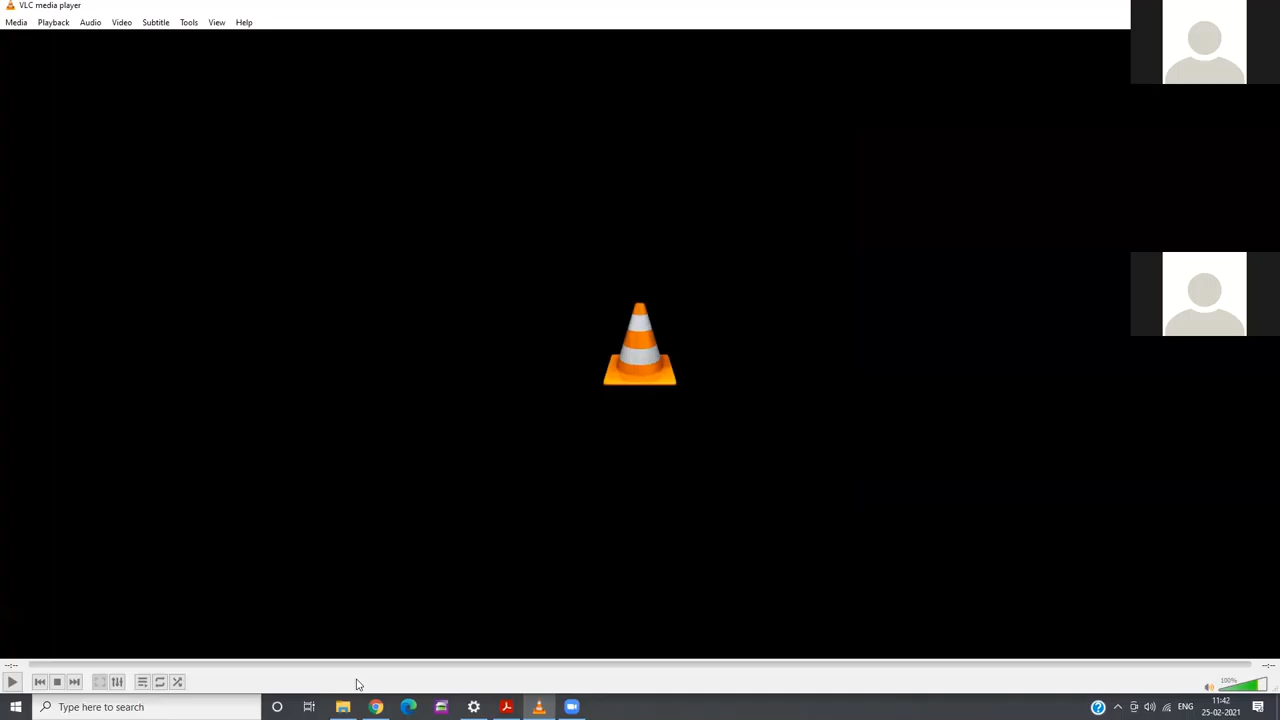 VLC media player
Media Playback Audio Video Subtitle Tools View Help
--:-- --:--
100%
Type here to search
ENG
11:42
25-02-2021